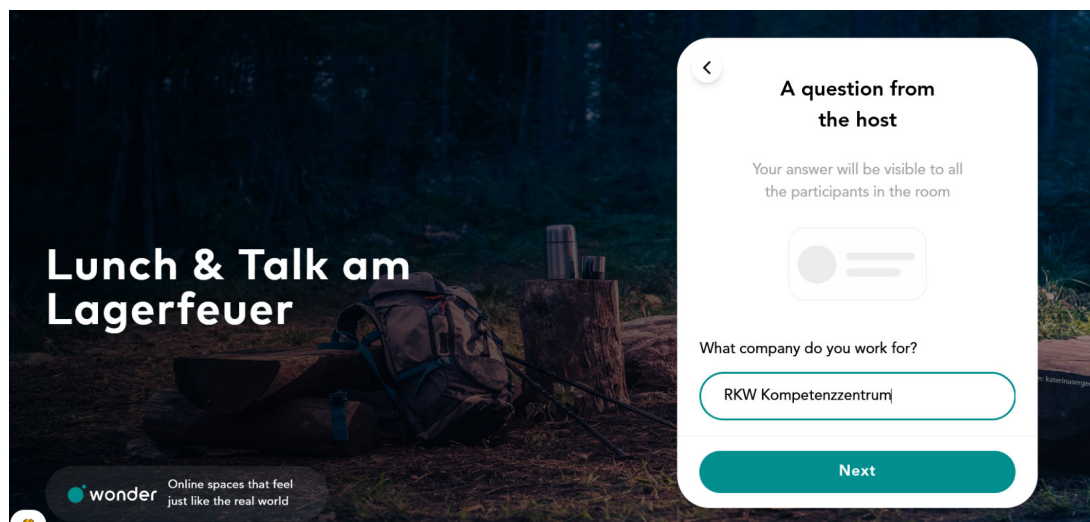 A question from
the host
Your answer will be visible to all
the participants in the room
Lunch & Talk am
Lagerfeuer
What company do you work for?
RKW Kompetenzzentrum
Next
wonder
Online spaces that feel
just like the real world